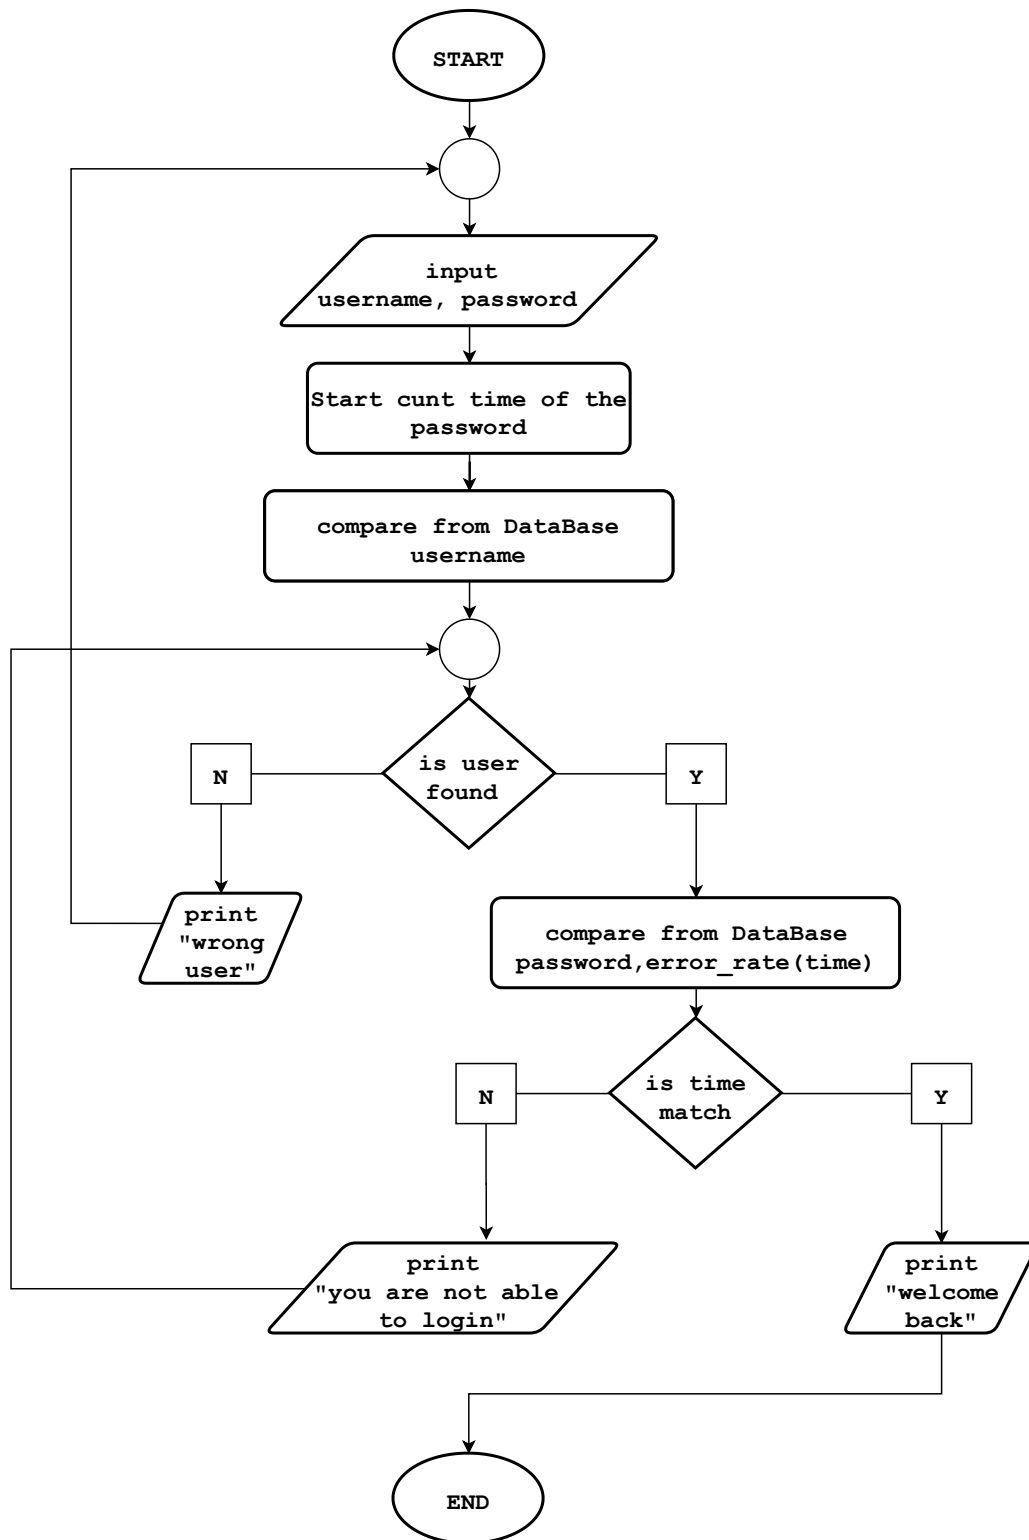 START
input
username, password
Start cunt time of the
password
compare from DataBase
username
is user
found
N
Y
print
"wrong
user"
compare from DataBase
password,error_rate(time)
is time
match
N
Y
print
"you are not able
to login"
print
"welcome
back"
END